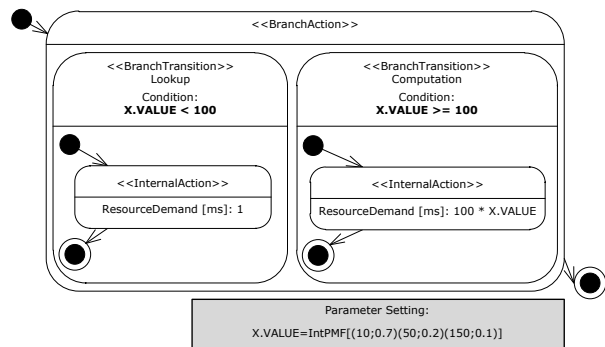 <<BranchAction>>
<<BranchTransition>>
Lookup
Condition:
X.VALUE < 100
<<InternalAction>>
ResourceDemand [ms]: 1
<<BranchTransition>>
Computation
Condition:
X.VALUE >= 100
<<InternalAction>>
ResourceDemand [ms]: 100 * X.VALUE
Parameter Setting:
X.VALUE=IntPMF[(10;0.7)(50;0.2)(150;0.1)]